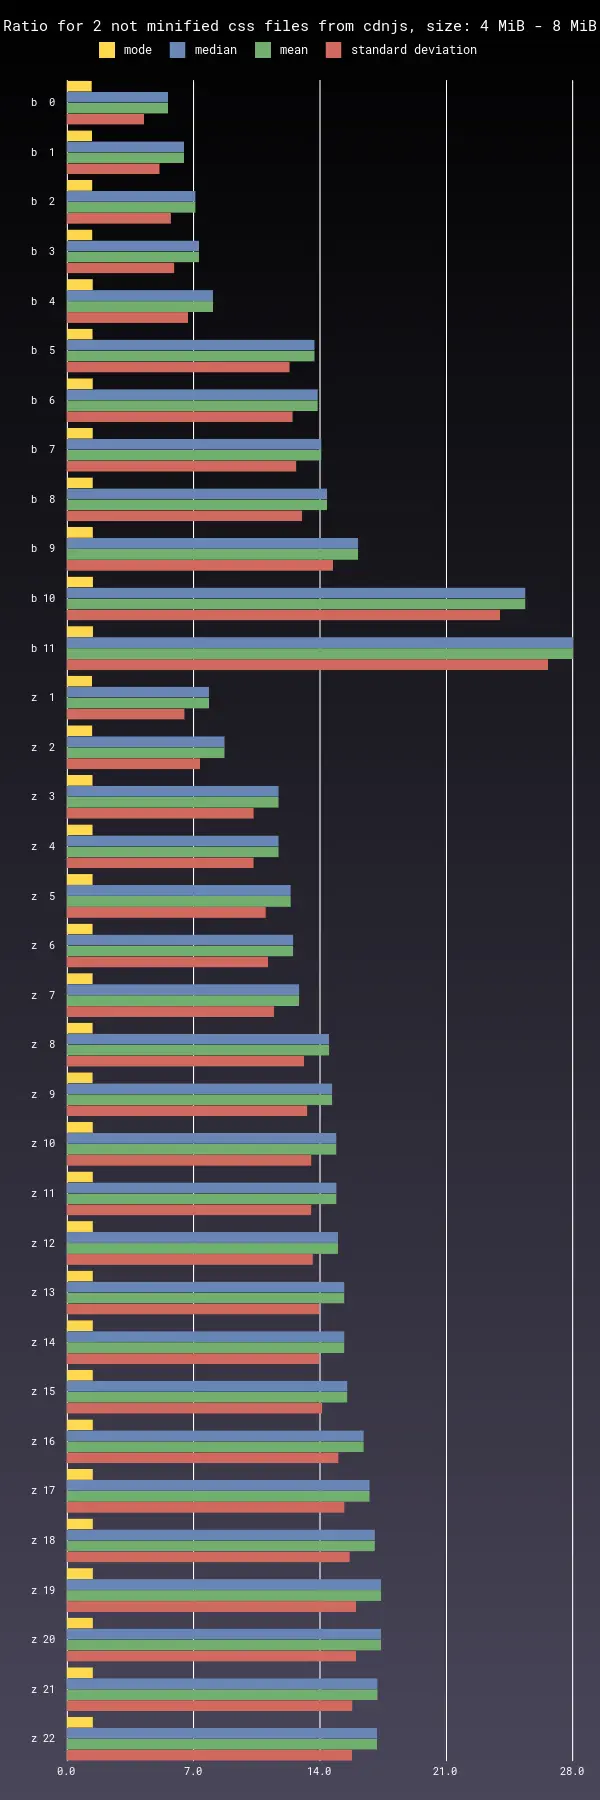 Ratio for 2 not minified css files from cdnjs, size: 4 MiB - 8 MiB
mode median mean standard deviation
b 0
b 1
b 2
b 3
b 4
b 5
b 6
b 7
b 8
b 9
b 10
b 11
z 1
z 2
z 3
z 4
z 5
z 6
z 7
z 8
z 9
z 10
z 11
z 12
z 13
z 14
z 15
z 16
z 17
z 18
z 19
z 20
z 21
z 22
0.0 7.0 14.0 21.0 28.0